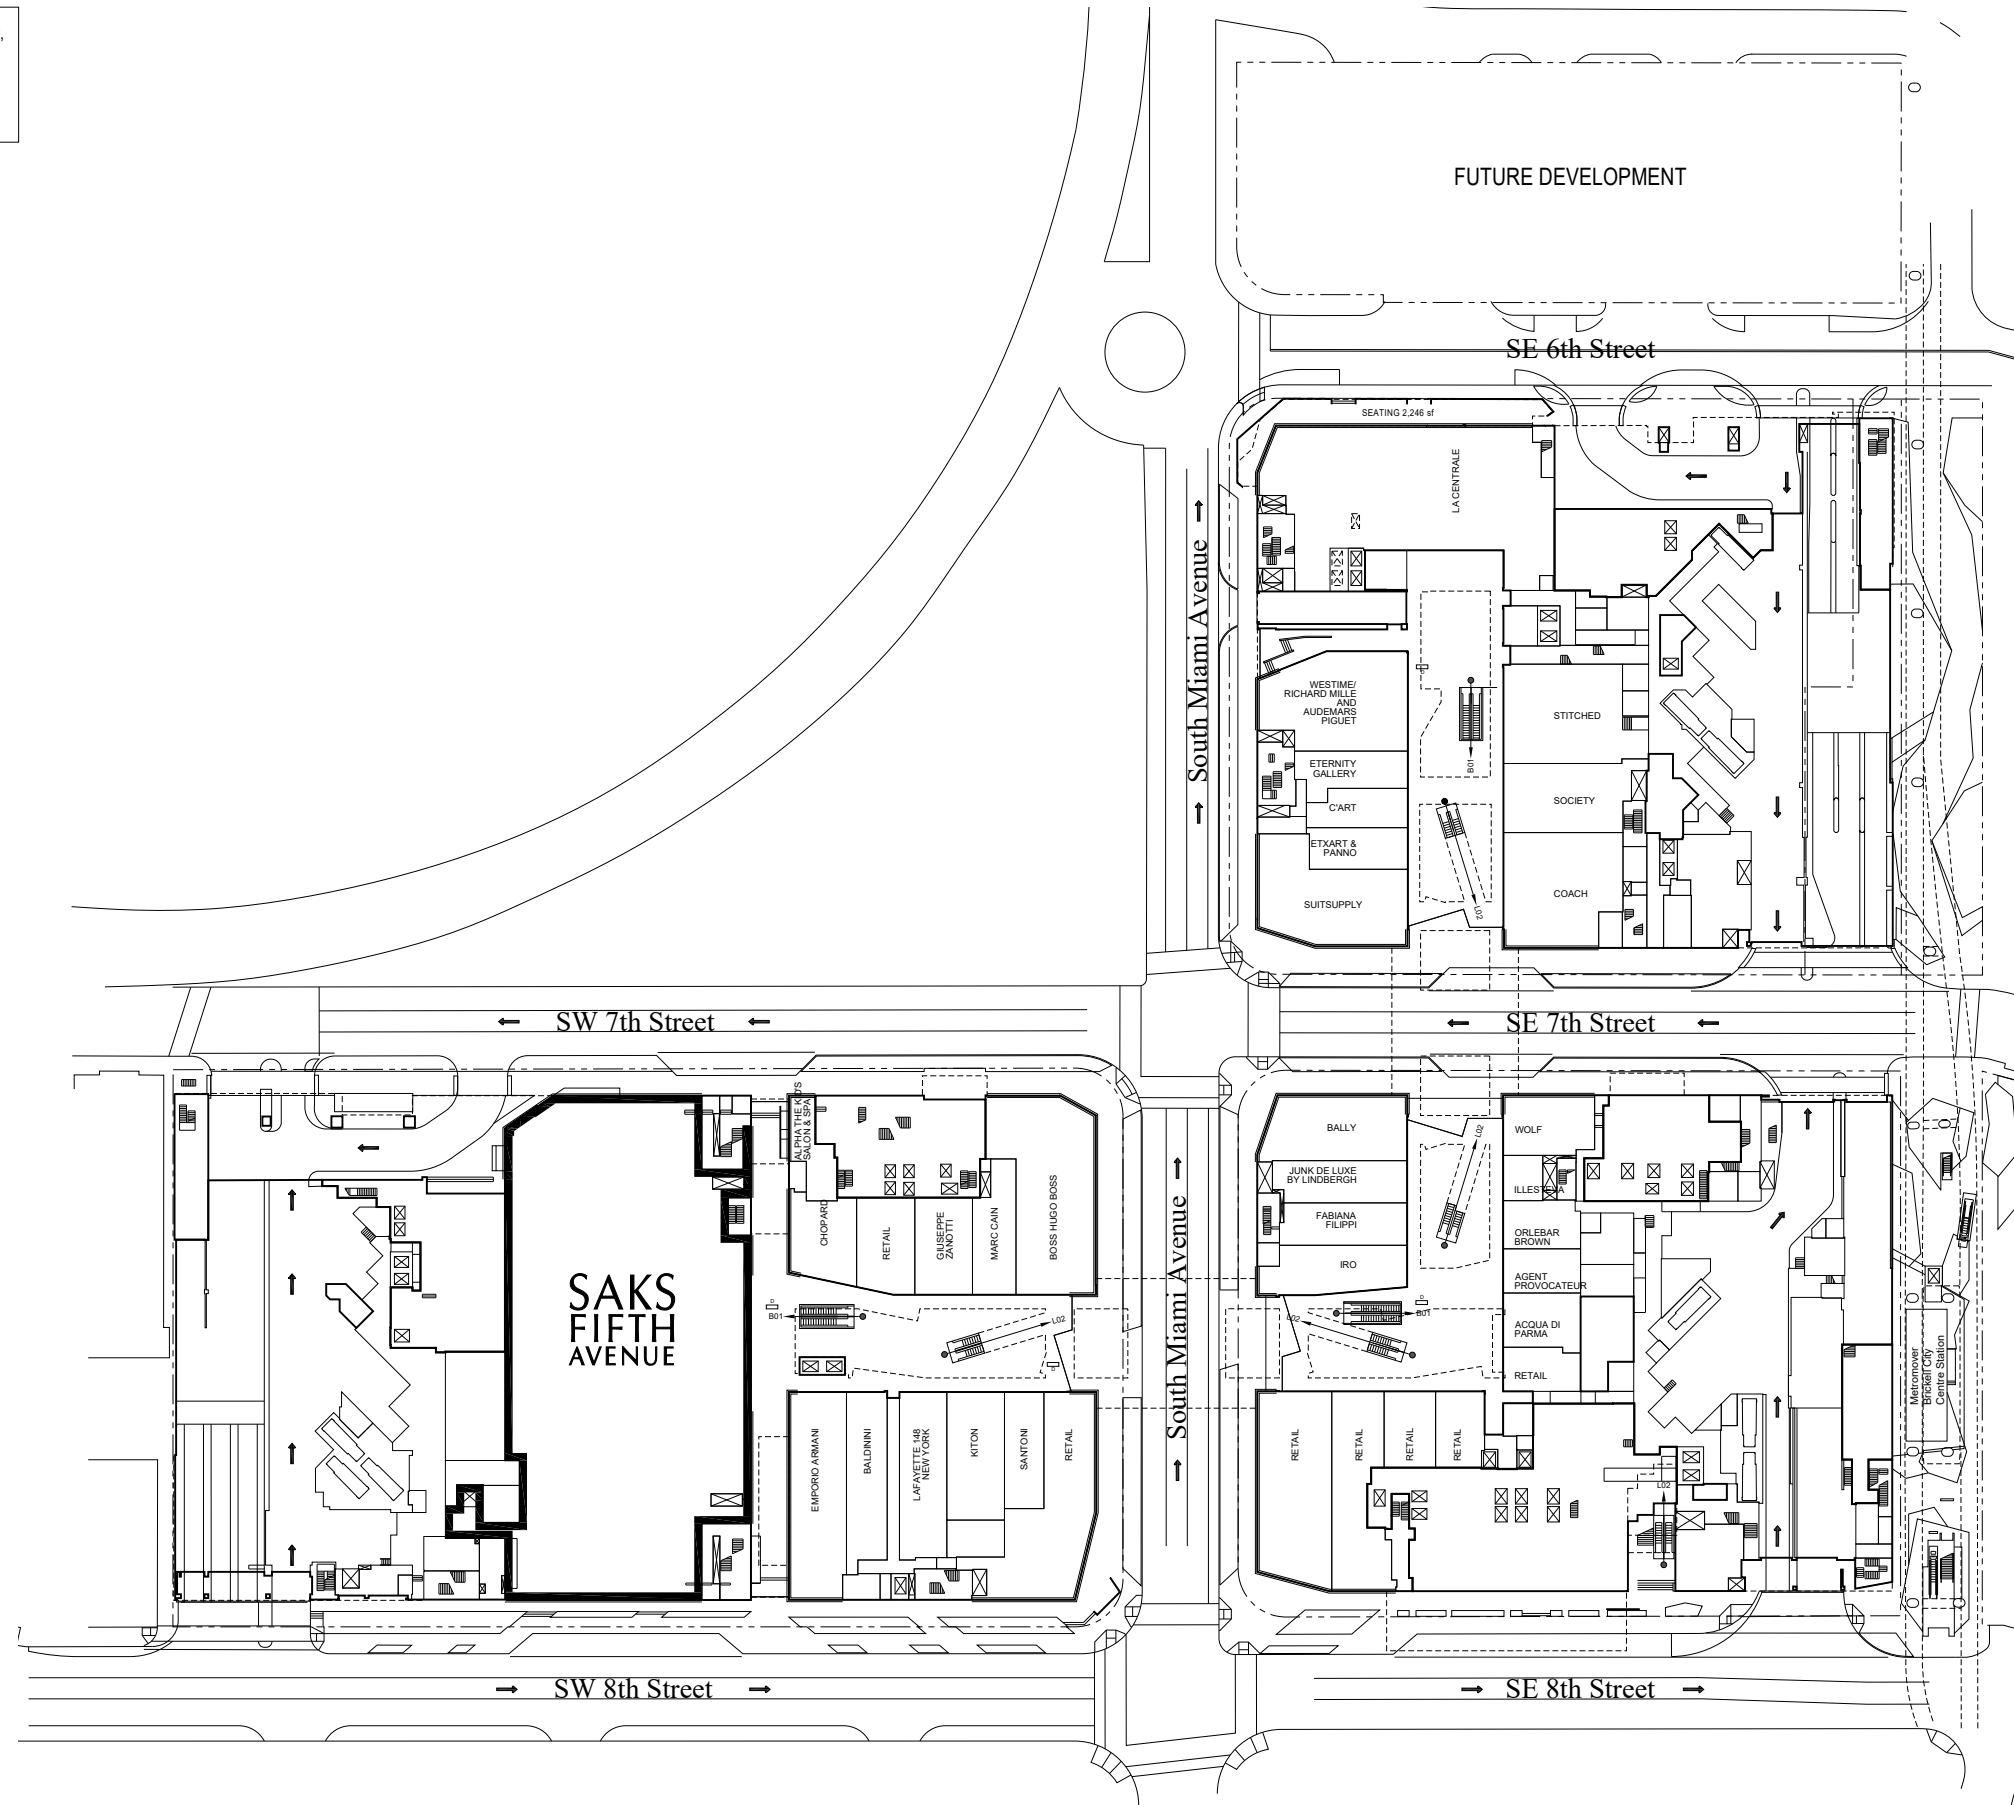 FUTURE DEVELOPMENT
SE 6th Street
SEATING 2,246 sf
LA CENTRALE
South Miami Avenue
WESTIME/
RICHARD MILLE
AND
AUDEMARS
PIGUET
STITCHED
B01
ETERNITY
GALLERY
C'ART
SOCIETY
ETXART &
PANNO
COACH
SUITSUPPLY
L02
SW 7th Street
SE 7th Street
ALPHA THE KID'S
SALON & SPA
CHOPARD
RETAIL
GIUSEPPE
ZANOTTI
MARC CAIN
BOSS HUGO BOSS
South Miami Avenue
BALLY
JUNK DE LUXE
BY LINDBERGH
FABIANA
FILIPPI
IRO
L02
WOLF
ILLESTEVA
ORLEBAR
BROWN
AGENT
PROVOCATEUR
ACQUA DI
PARMA
RETAIL
SAKS
FIFTH
AVENUE
D
B01
L02
D
L02
D
B01
Metromover
Brickell City
Centre Station
EMPORIO ARMANI
BALDININI
LAFAYETTE 148
NEW YORK
KITON
SANTONI
RETAIL
RETAIL
RETAIL
RETAIL
RETAIL
L02
SW 8th Street
SE 8th Street